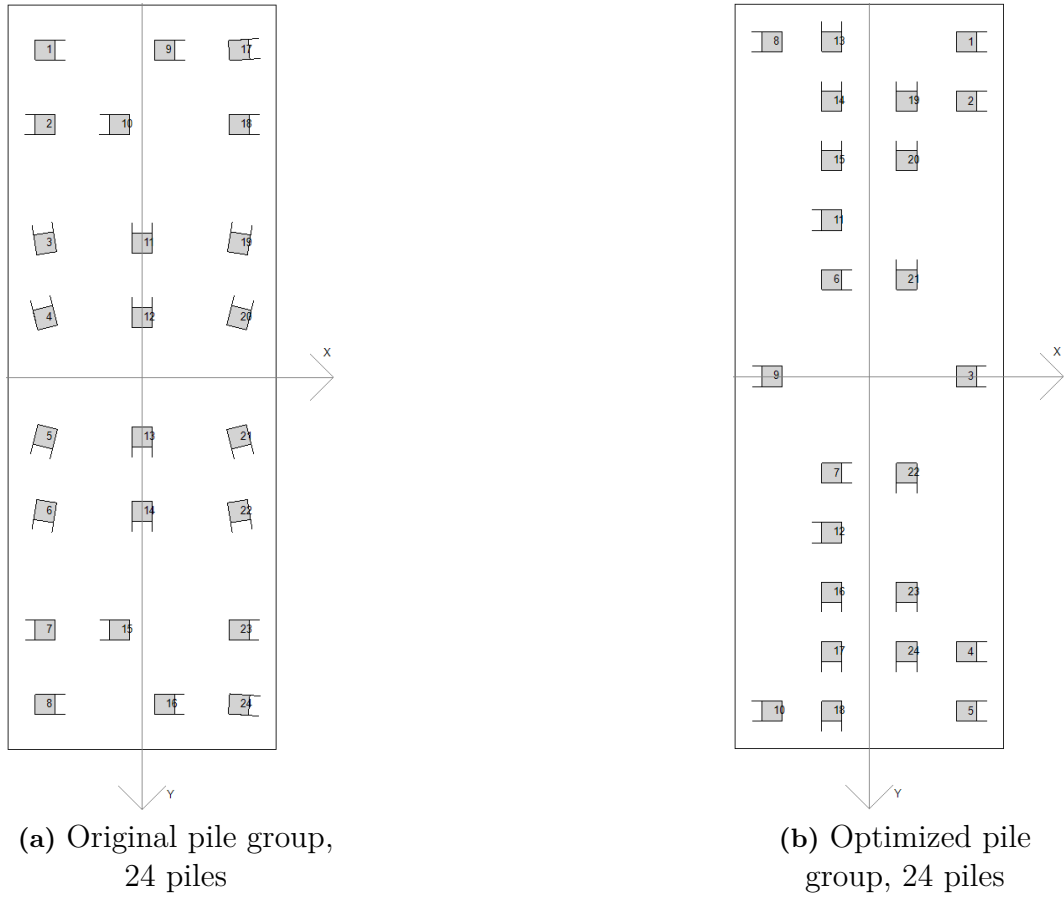 1 9 17
2 10 18
3 11 19
4 12 20
X
5 13 21
6 14 22
7 15 23
8 16 24
Y
(a) Original pile group,
24 piles
8 13 1
14 19 2
15 20
11
6 21
X
9 3
7 22
12
16 23
17 24 4
10 18 5
Y
(b) Optimized pile
group, 24 piles